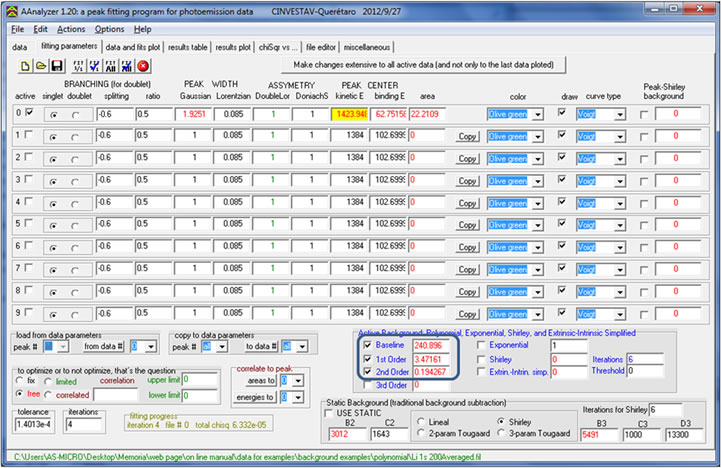 AAnalyzer 1.20: a peak fitting program for photoemission data CINVESTAV-Querétaro 2012/9/27
File Edit Actions Options Help
data fitting parameters data and fits plot results table results plot chiSqr vs ... file editor miscellaneous
FIT FIT FIT All Make changes extensive to all active data (and not only to the last data ploted)
BRANCHING (for doublet) PEAK WIDTH ASSYMETRY PEAK CENTER Peak-Shirley
active singlet doublet splitting ratio Gaussian Lorentzian DoubleLor DoniachS kinetic E binding E area color draw curve type background
0 -0.6 0.5 1.9251 0.085 1 1 1423.948 62.7515 22.2109 Olive green Voigt 0
1 -0.6 0.5 1 0.085 1 1 1384 102.699 0 Copy Olive green Voigt 0
2 -0.6 0.5 1 0.085 1 1 1384 102.699 0 Copy Olive green Voigt 0
3 -0.6 0.5 1 0.085 1 1 1384 102.699 0 Copy Olive green Voigt 0
4 -0.6 0.5 1 0.085 1 1 1384 102.699 0 Copy Olive green Voigt 0
5 -0.6 0.5 1 0.085 1 1 1384 102.699 0 Copy Olive green Voigt 0
6 -0.6 0.5 1 0.085 1 1 1384 102.699 0 Copy Olive green Voigt 0
7 -0.6 0.5 1 0.085 1 1 1384 102.699 0 Copy Olive green Voigt 0
8 -0.6 0.5 1 0.085 1 1 1384 102.699 0 Copy Olive green Voigt 0
9 -0.6 0.5 1 0.085 1 1 1384 102.699 0 Copy Olive green Voigt 0
load from data parameters copy to data parameters Active Background: Polynomial, Exponential, Shirley, and Extrinsic-Intrinsic Simplified
peak # from data # 0 peak # all to data # all Baseline 240.896 Exponential 1
1st Order 3.47161 Shirley 0 Iterations 6
to optimize or to not optimize, that's the question correlate to peak 2nd Order 0.194267 Extrin.-Intrin. simp. 0 Threshold 0
fix limited correlation upper limit 0 areas to 0 3rd Order 0
free correlated lower limit 0 energies to 0
Static Background (traditional background subtraction)
tolerance iterations fitting progress USE STATIC Lineal Shirley Iterations for Shirley 6
1.4013e-4 4 iteration 4 file # 0 total chisq 6.332e-05 B2 C2 2-param Tougaard 3-param Tougaard B3 C3 D3
3012 1643 5491 1000 13300
C:\Users\AS-MICRO\Desktop\Memoria\web page\on line manual\data for examples\background examples\polynomial\Li 1s 200Averaged.fil